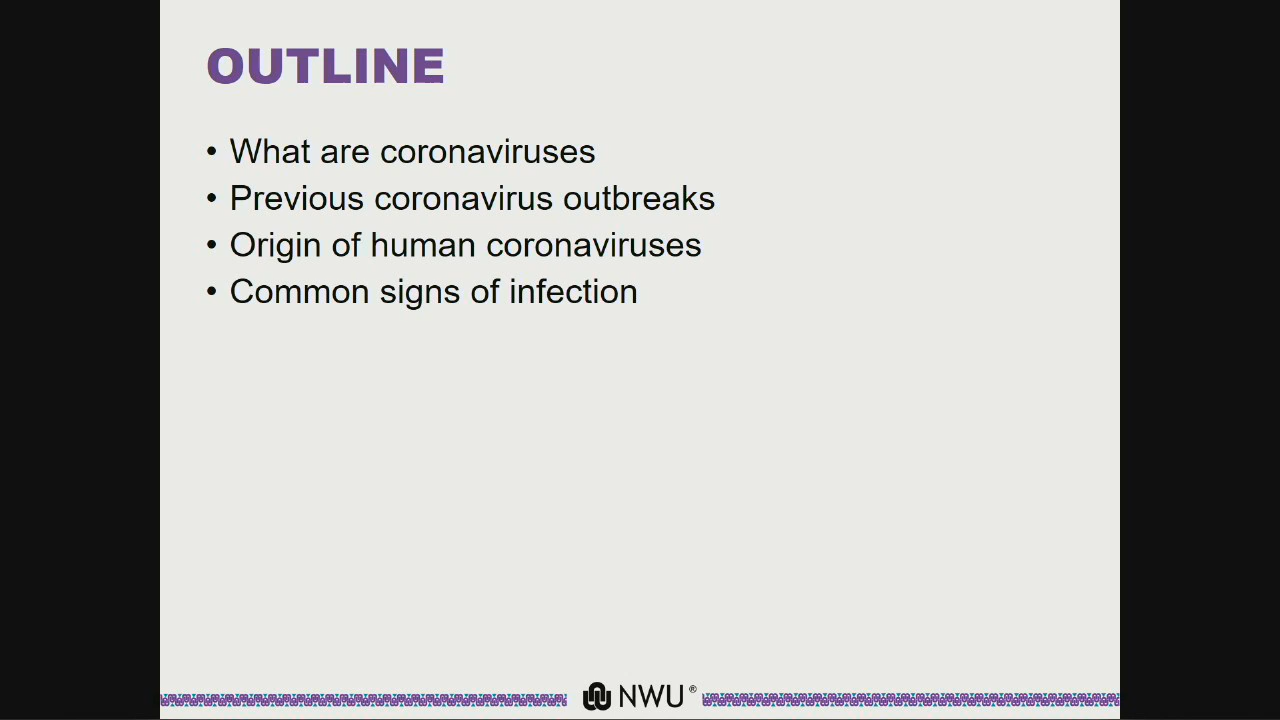 OUTLINE
• What are coronaviruses
• Previous coronavirus outbreaks
• Origin of human coronaviruses
• Common signs of infection
NWU®